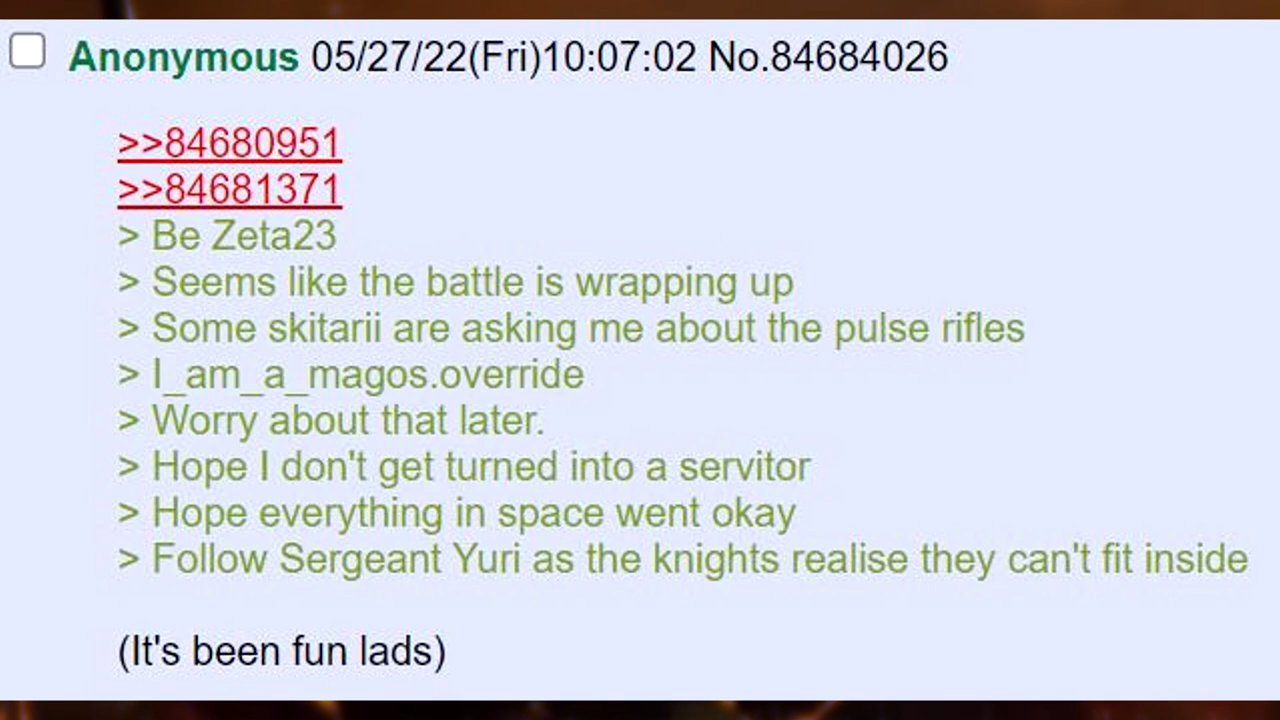 Anonymous 05/27/22(Fri)10:07:02 No.84684026
>>84680951
>>84681371
> Be Zeta23
> Seems like the battle is wrapping up
> Some skitarii are asking me about the pulse rifles
> I_am_a_magos.override
> Worry about that later.
> Hope I don't get turned into a servitor
> Hope everything in space went okay
> Follow Sergeant Yuri as the knights realise they can't fit inside
(It's been fun lads)